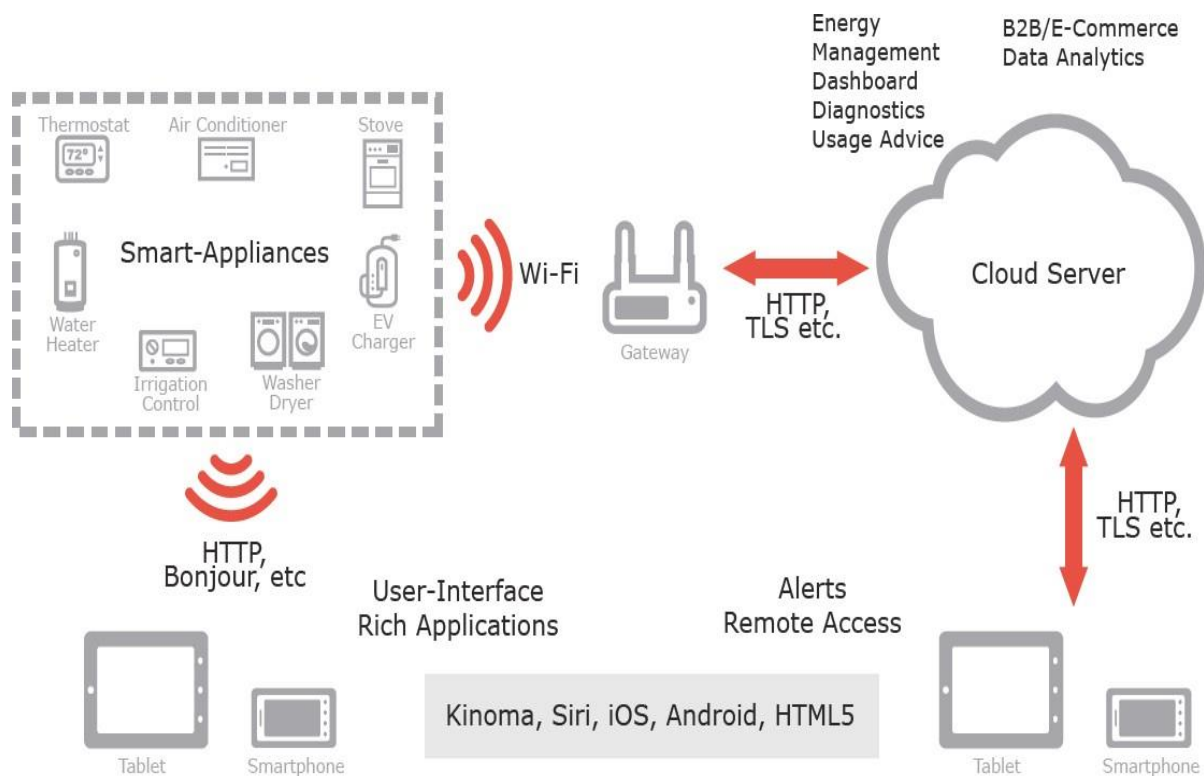 Energy
Management
Dashboard
Diagnostics
Usage Advice
B2B/E-Commerce
Data Analytics
Thermostat
Air Conditioner
Stove
72º
Smart-Appliances
Water
Heater
EV
Charger
Irrigation
Control
Washer
Dryer
Wi-Fi
Gateway
HTTP,
TLS etc.
Cloud Server
HTTP,
TLS etc.
HTTP,
Bonjour, etc
User-Interface
Rich Applications
Alerts
Remote Access
Kinoma, Siri, iOS, Android, HTML5
Tablet
Smartphone
Tablet
Smartphone